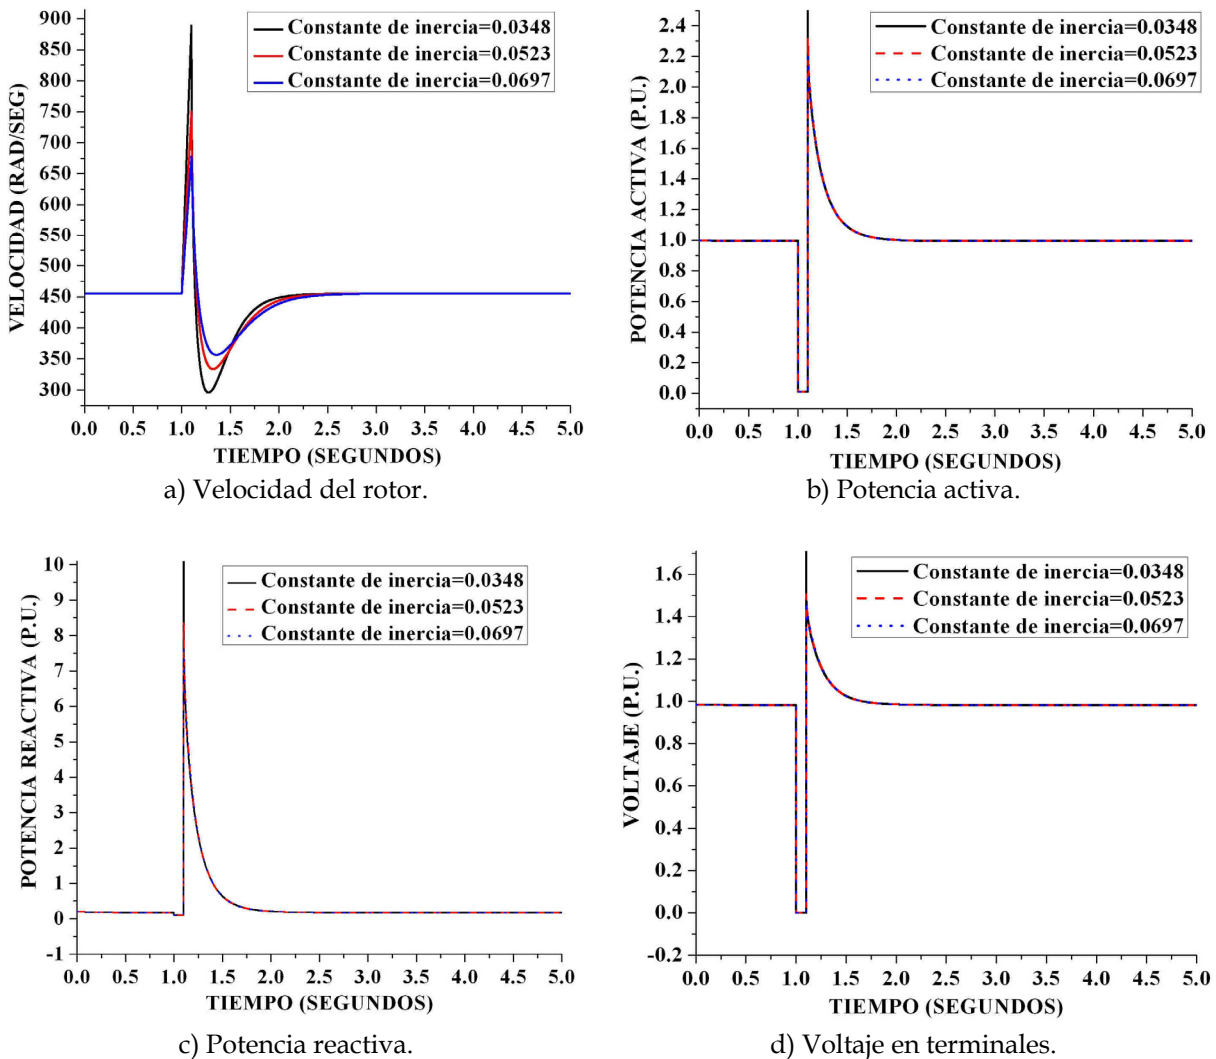 900
850
800
750
700
650
600
550
500
450
400
350
300
VELOCIDAD (RAD/SEG)
Constante de inercia=0.0348
Constante de inercia=0.0523
Constante de inercia=0.0697
0.0 0.5 1.0 1.5 2.0 2.5 3.0 3.5 4.0 4.5 5.0
TIEMPO (SEGUNDOS)
a) Velocidad del rotor.
2.4
2.2
2.0
1.8
1.6
1.4
1.2
1.0
0.8
0.6
0.4
0.2
0.0
POTENCIA ACTIVA (P.U.)
Constante de inercia=0.0348
Constante de inercia=0.0523
Constante de inercia=0.0697
0.0 0.5 1.0 1.5 2.0 2.5 3.0 3.5 4.0 4.5 5.0
TIEMPO (SEGUNDOS)
b) Potencia activa.
10
9
8
7
6
5
4
3
2
1
0
-1
POTENCIA REACTIVA (P.U.)
Constante de inercia=0.0348
Constante de inercia=0.0523
Constante de inercia=0.0697
0.0 0.5 1.0 1.5 2.0 2.5 3.0 3.5 4.0 4.5 5.0
TIEMPO (SEGUNDOS)
c) Potencia reactiva.
1.6
1.4
1.2
1.0
0.8
0.6
0.4
0.2
0.0
-0.2
VOLTAJE (P.U.)
Constante de inercia=0.0348
Constante de inercia=0.0523
Constante de inercia=0.0697
0.0 0.5 1.0 1.5 2.0 2.5 3.0 3.5 4.0 4.5 5.0
TIEMPO (SEGUNDOS)
d) Voltaje en terminales.